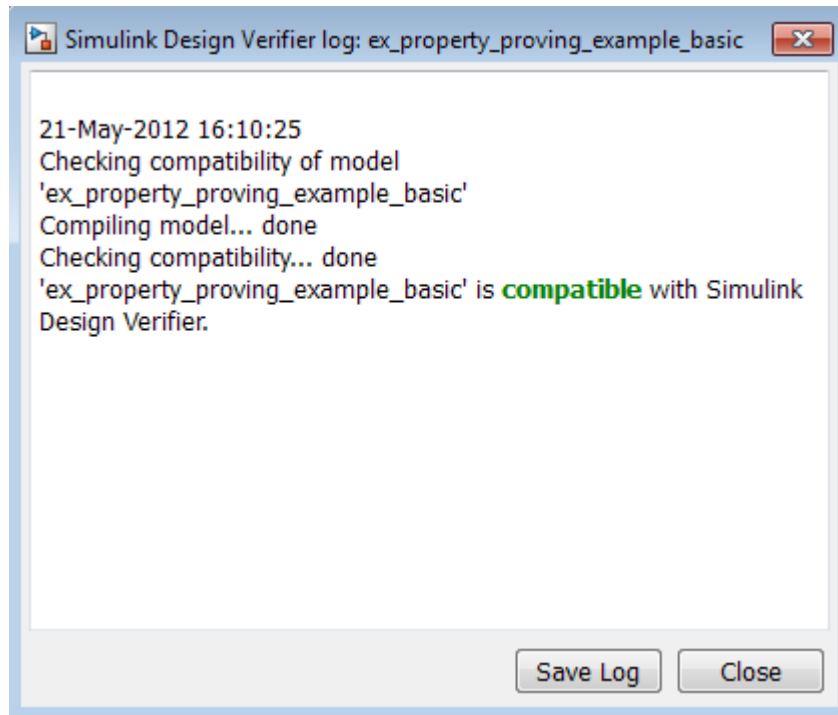 Simulink Design Verifier log: ex_property_proving_example_basic
21-May-2012 16:10:25
Checking compatibility of model
'ex_property_proving_example_basic'
Compiling model... done
Checking compatibility... done
'ex_property_proving_example_basic' is compatible with Simulink
Design Verifier.
Save Log
Close